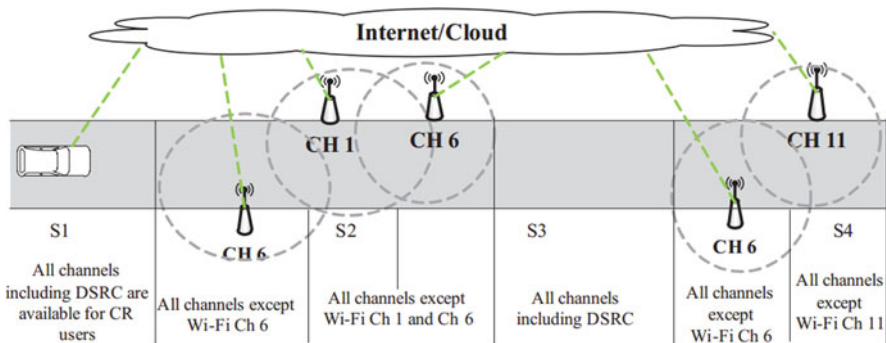 Internet/Cloud
CH 1
CH 6
CH 11
CH 6
CH 6
S1
S2
S3
S4
All channels
including DSRC are
available for CR
users
All channels except
Wi-Fi Ch 6
All channels except
Wi-Fi Ch 1 and Ch 6
All channels
including DSRC
All channels
except
Wi-Fi Ch 6
All channels
except
Wi-Fi Ch 11